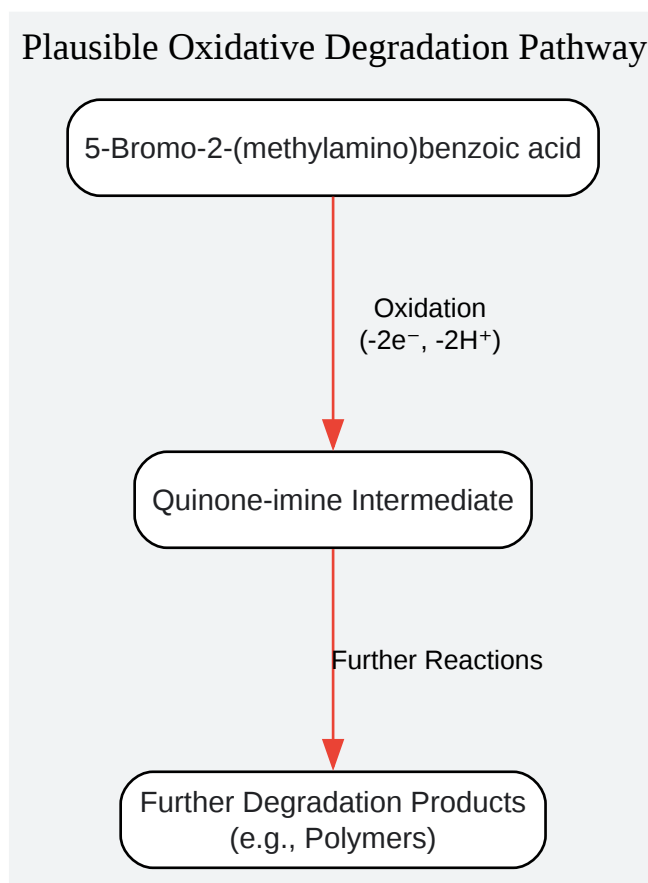 Plausible Oxidative Degradation Pathway
5-Bromo-2-(methylamino)benzoic acid
Oxidation
(-2e⁻, -2H⁺)
Quinone-imine Intermediate
Further Reactions
Further Degradation Products
(e.g., Polymers)